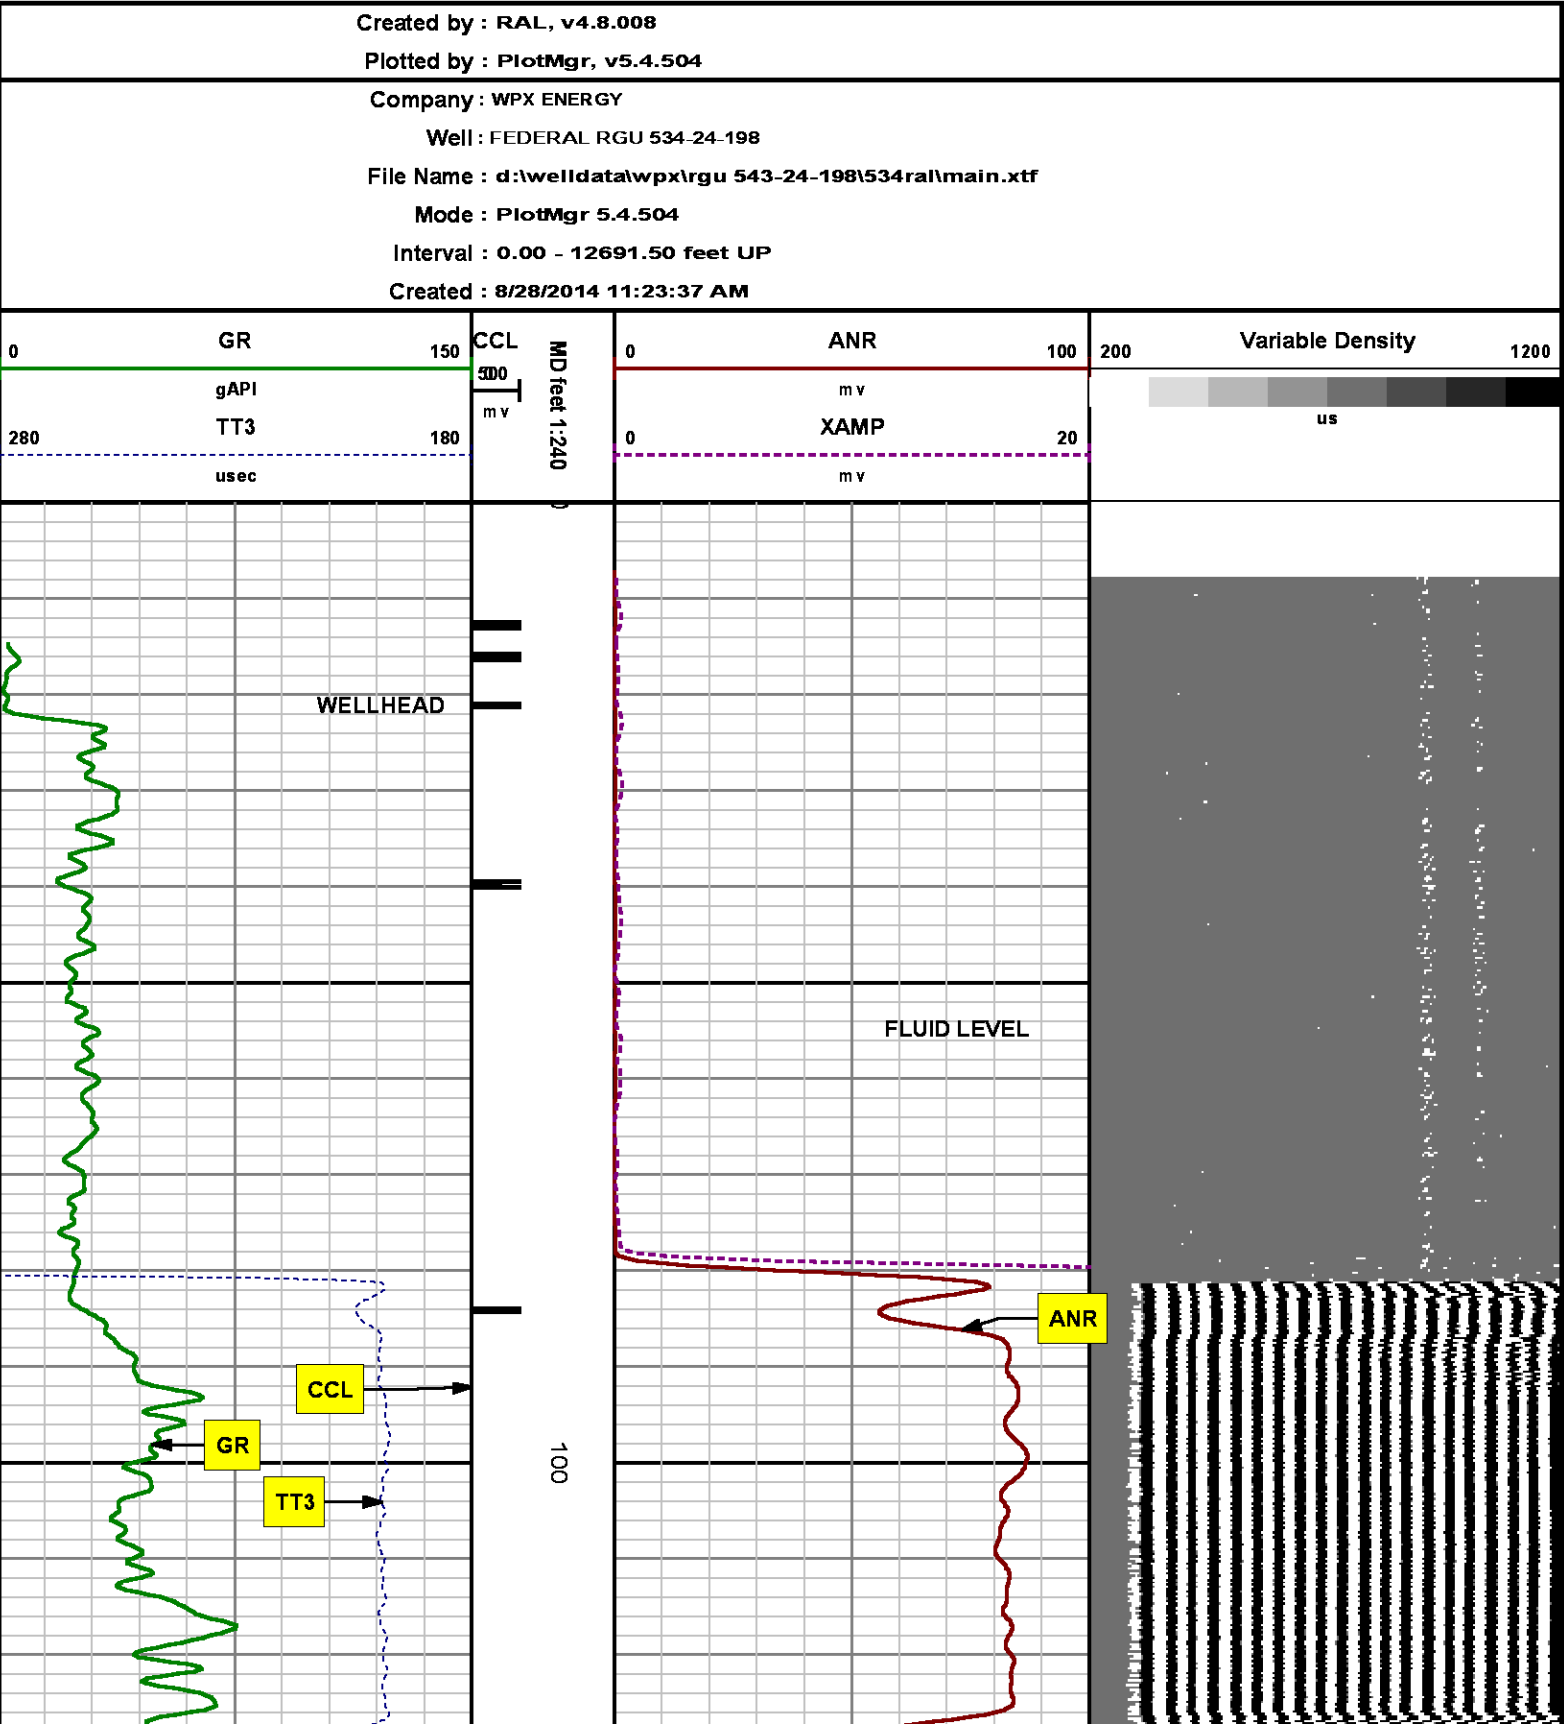 Created by : RAL, v4.8.008
Plotted by : PlotMgr, v5.4.504
Company : WPX ENERGY
Well : FEDERAL RGU 534-24-198
File Name : d:\welldata\wpx\rgu 543-24-198\534ral\main.xtf
Mode : PlotMgr 5.4.504
Interval : 0.00 - 12691.50 feet UP
Created : 8/28/2014 11:23:37 AM
0 GR 150
gAPI
280 TT3 180
usec
CCL
mv
MD feet 1:240
0 ANR 100
mv
0 XAMP 20
mv
200 Variable Density 1200
us
WELLHEAD
FLUID LEVEL
ANR
CCL
GR
100
TT3